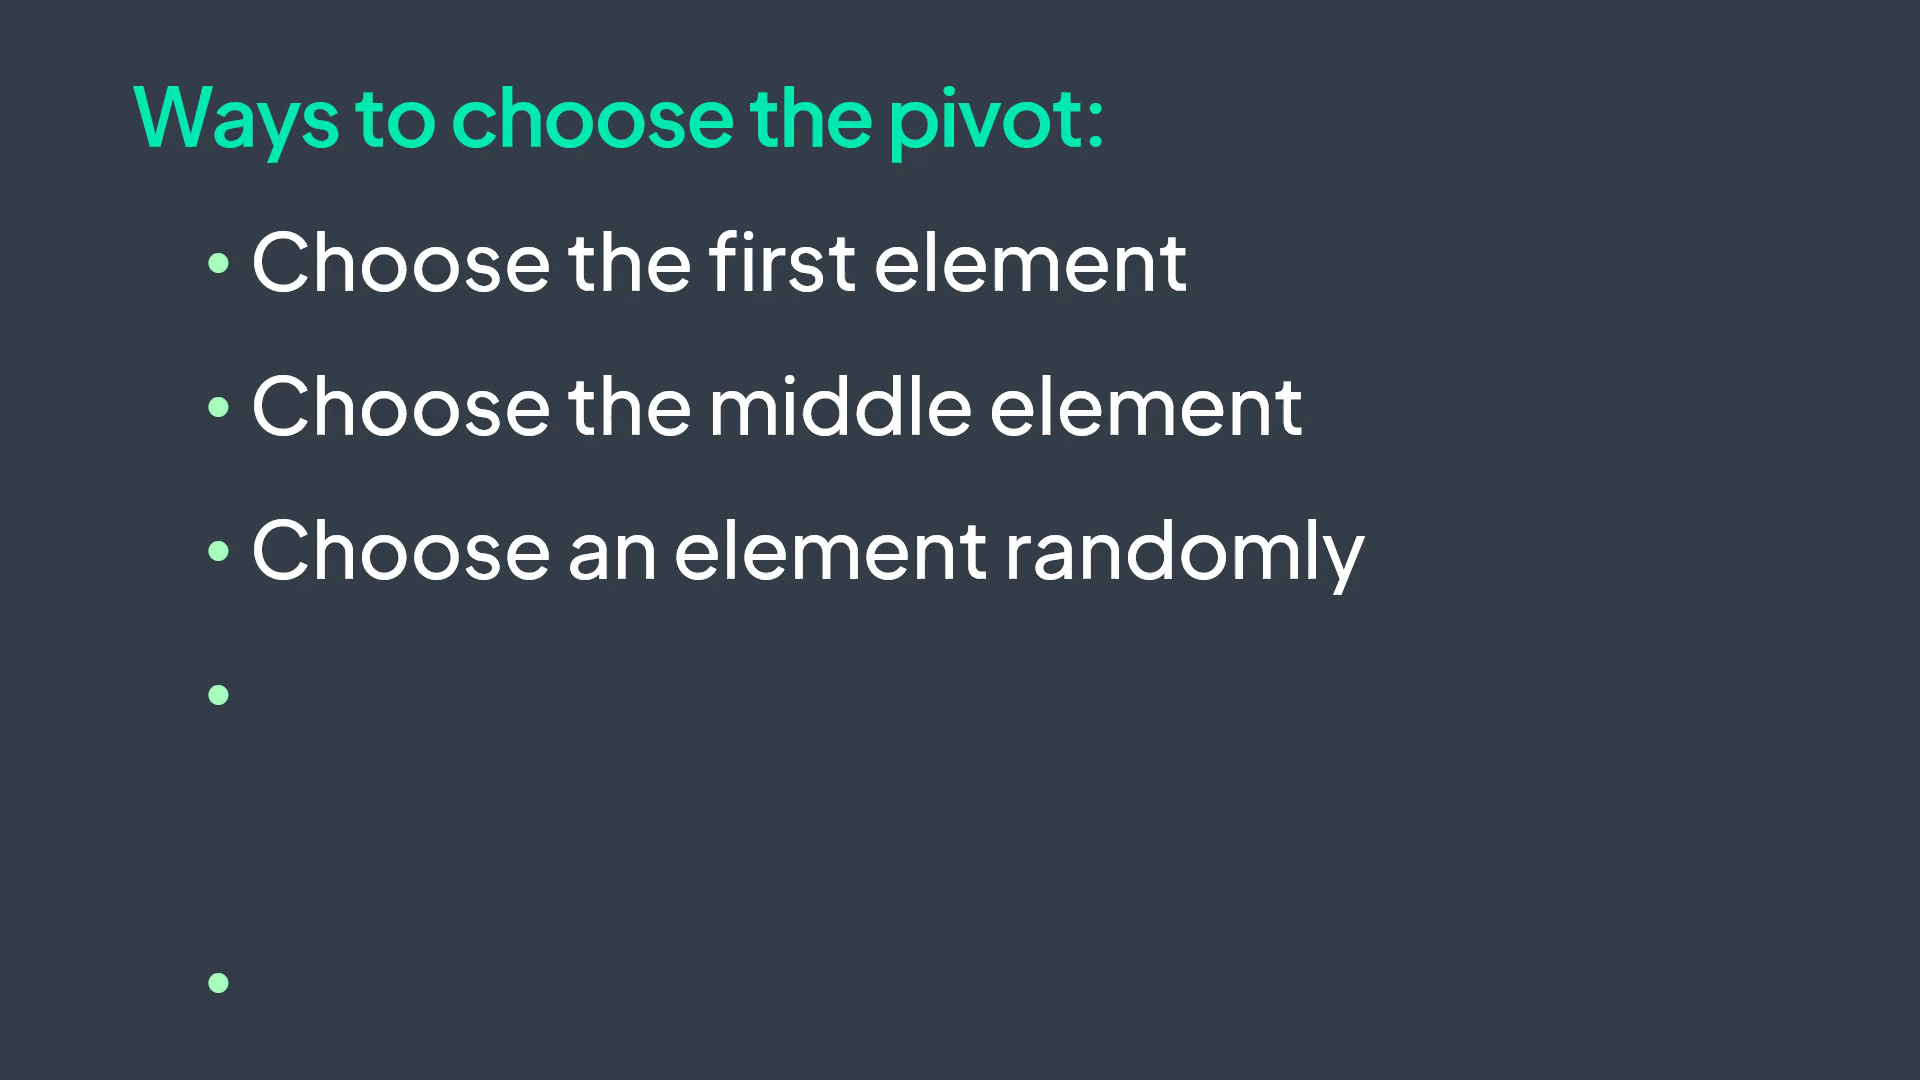 Ways to choose the pivot:
• Choose the first element
• Choose the middle element
• Choose an element randomly
•
•